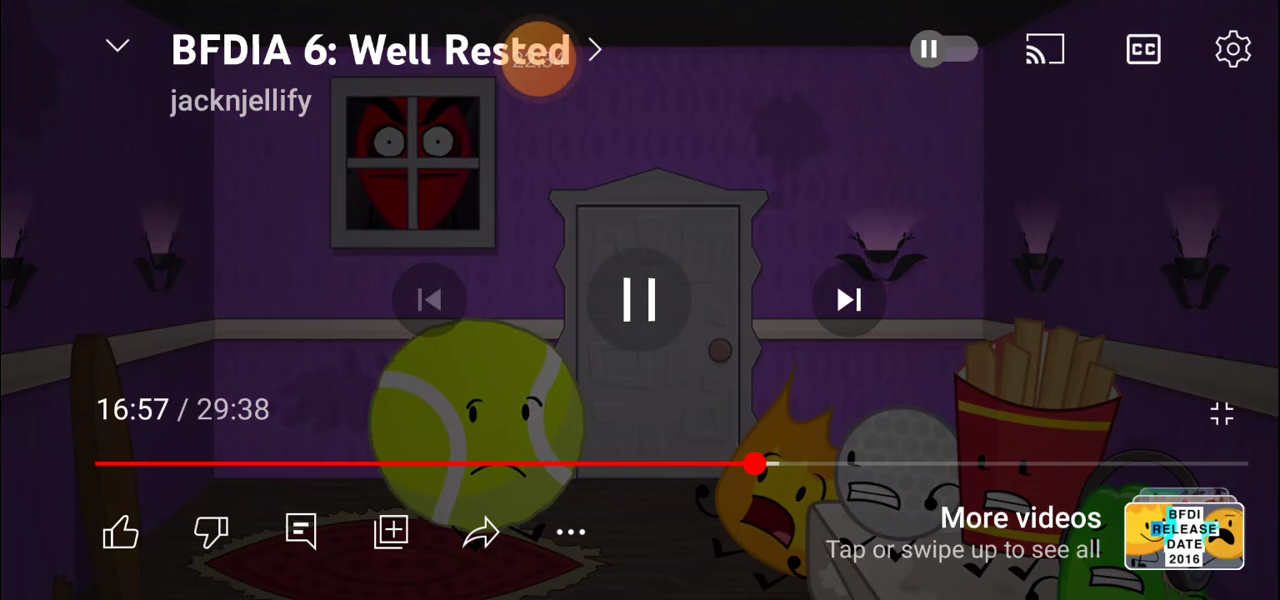 BFDIA 6: Well Rested
jacknjellify
CC
16:57 / 29:38
More videos
Tap or swipe up to see all
BFDI
RELEASE
DATE
2016